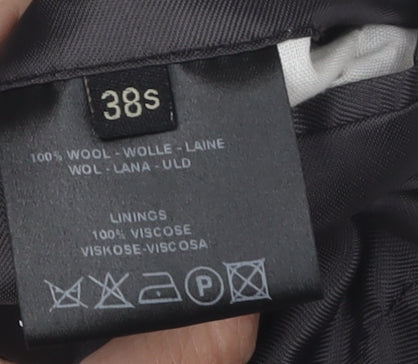 38s
100% WOOL - WOLLE - LAINE
WOL - LANA - ULD
LININGS
100% VISCOSE
VISKOSE-VISCOSA
P